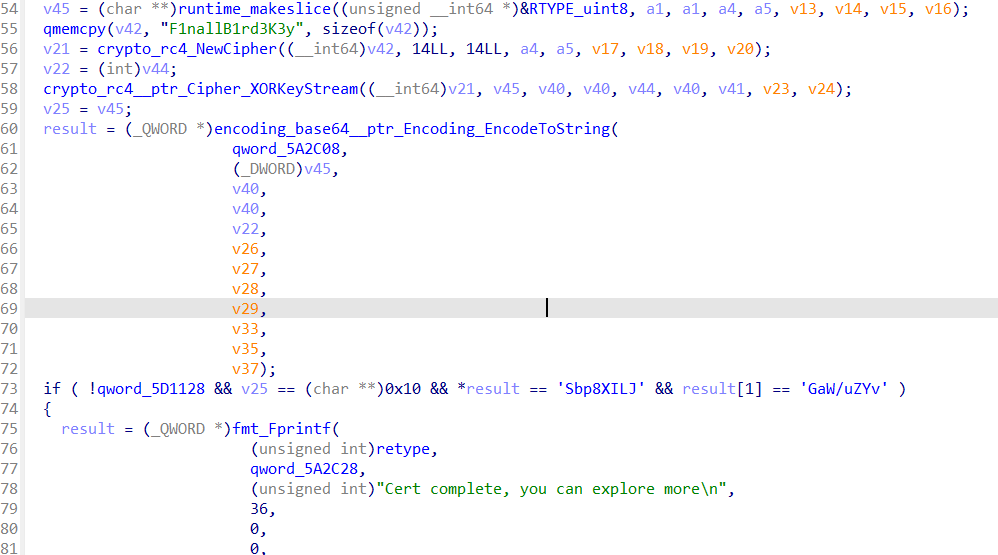 54 v45 = (char **)runtime_makeslice((unsigned __int64 *)&RTYPE_uint8, a1, a1, a4, a5, v13, v14, v15, v16);
55 qmemcpy(v42, "F1nallB1rd3K3y", sizeof(v42));
56 v21 = crypto_rc4_NewCipher((__int64)v42, 14LL, 14LL, a4, a5, v17, v18, v19, v20);
57 v22 = (int)v44;
58 crypto_rc4__ptr_Cipher_XORKeyStream((__int64)v21, v45, v40, v40, v44, v40, v41, v23, v24);
59 v25 = v45;
60 result = (_QWORD *)encoding_base64__ptr_Encoding_EncodeToString(
61 qword_5A2C08,
62 (_DWORD)v45,
63 v40,
64 v40,
65 v22,
66 v26,
67 v27,
68 v28,
69 v29,
70 v33,
71 v35,
72 v37);
73 if ( !qword_5D1128 && v25 == (char **)0x10 && *result == 'Sbp8XILJ' && result[1] == 'GaW/uZYv' )
74 {
75 result = (_QWORD *)fmt_Fprintf(
76 (unsigned int)retype,
77 qword_5A2C28,
78 (unsigned int)"Cert complete, you can explore more\n",
79 36,
80 0,
81 0,